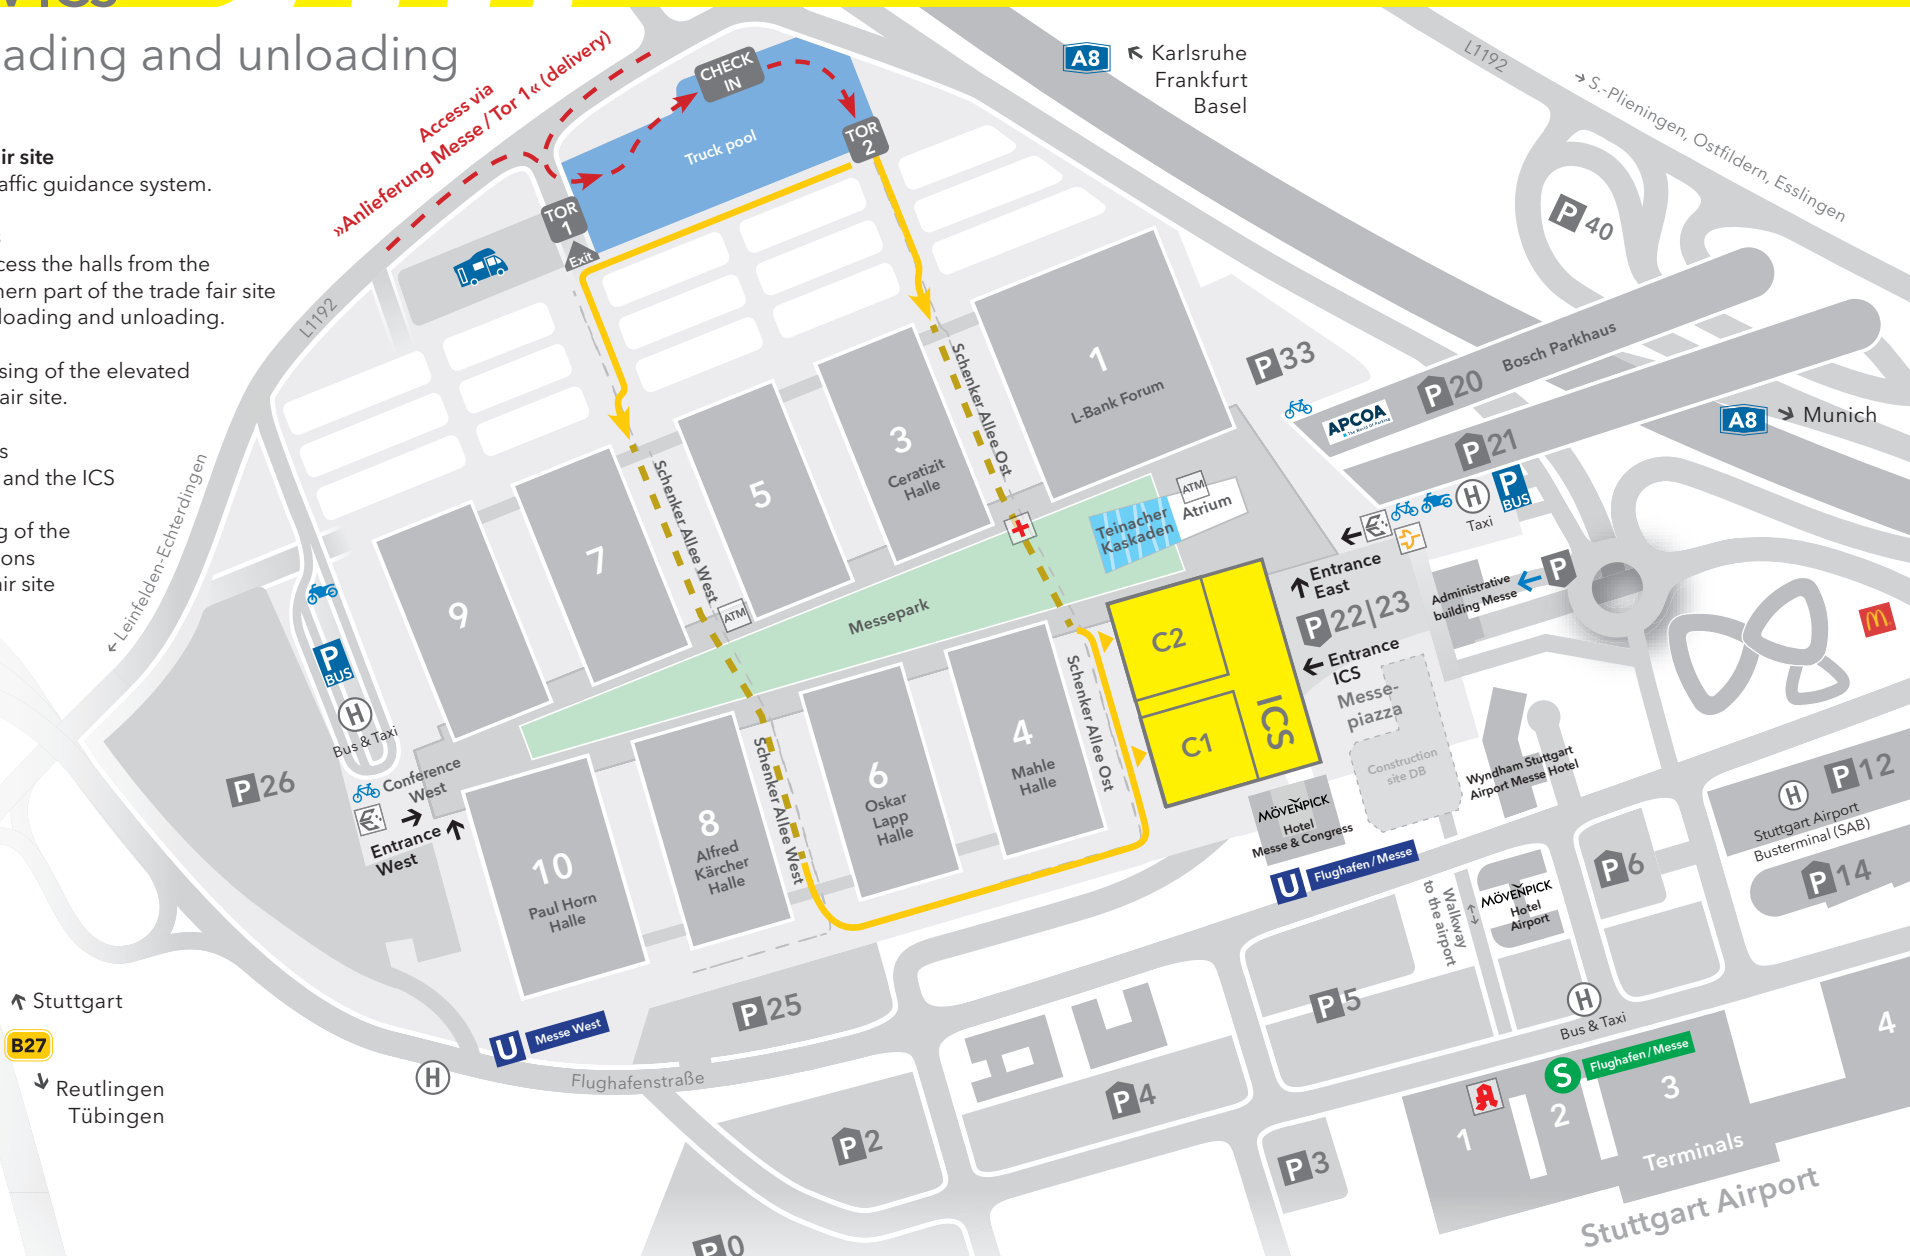 ading and unloading
ir site
affic guidance system.
cess the halls from the
hern part of the trade fair site
loading and unloading.
sing of the elevated
air site.
s
and the ICS
g of the
ons
air site
Access via
»Anlieferung Messe / Tor 1« (delivery)
CHECK
IN
Truck pool
TOR
2
TOR
1
Exit
A8
Karlsruhe
Frankfurt
Basel
L1192
S.-Plieningen, Ostfildern, Esslingen
P 40
L1192
Leinfelden-Echterdingen
1
L-Bank Forum
P 33
Bosch Parkhaus
P 20
APCOA
P 21
A8
Munich
Schenker Allee Ost
3
Ceratizit
Halle
5
Schenker Allee West
7
9
ATM
Atrium
Teinacher
Kaskaden
ATM
Messepark
H
Taxi
P
BUS
Entrance
East
P 22|23
Entrance
ICS
Messe-
piazza
Administrative
building Messe
P
C2
C1
ICS
Construction
site DB
Wyndham Stuttgart
Airport Messe Hotel
P
BUS
H
Bus & Taxi
P 26
Conference
West
Entrance
West
10
Paul Horn
Halle
8
Alfred
Kärcher
Halle
Schenker Allee West
6
Oskar
Lapp
Halle
4
Mahle
Halle
Schenker Allee Ost
MÖVENPICK
Hotel
Messe & Congress
U Flughafen / Messe
Walkway
to the airport
MÖVENPICK
Hotel
Airport
P 6
H
P 12
Stuttgart Airport
Busterminal (SAB)
P 14
Stuttgart
B27
Reutlingen
Tübingen
H
U Messe West
Flughafenstraße
P 25
P 5
H
Bus & Taxi
S Flughafen / Messe
P 4
P 2
P 3
P 0
1
2
3
4
Terminals
Stuttgart Airport